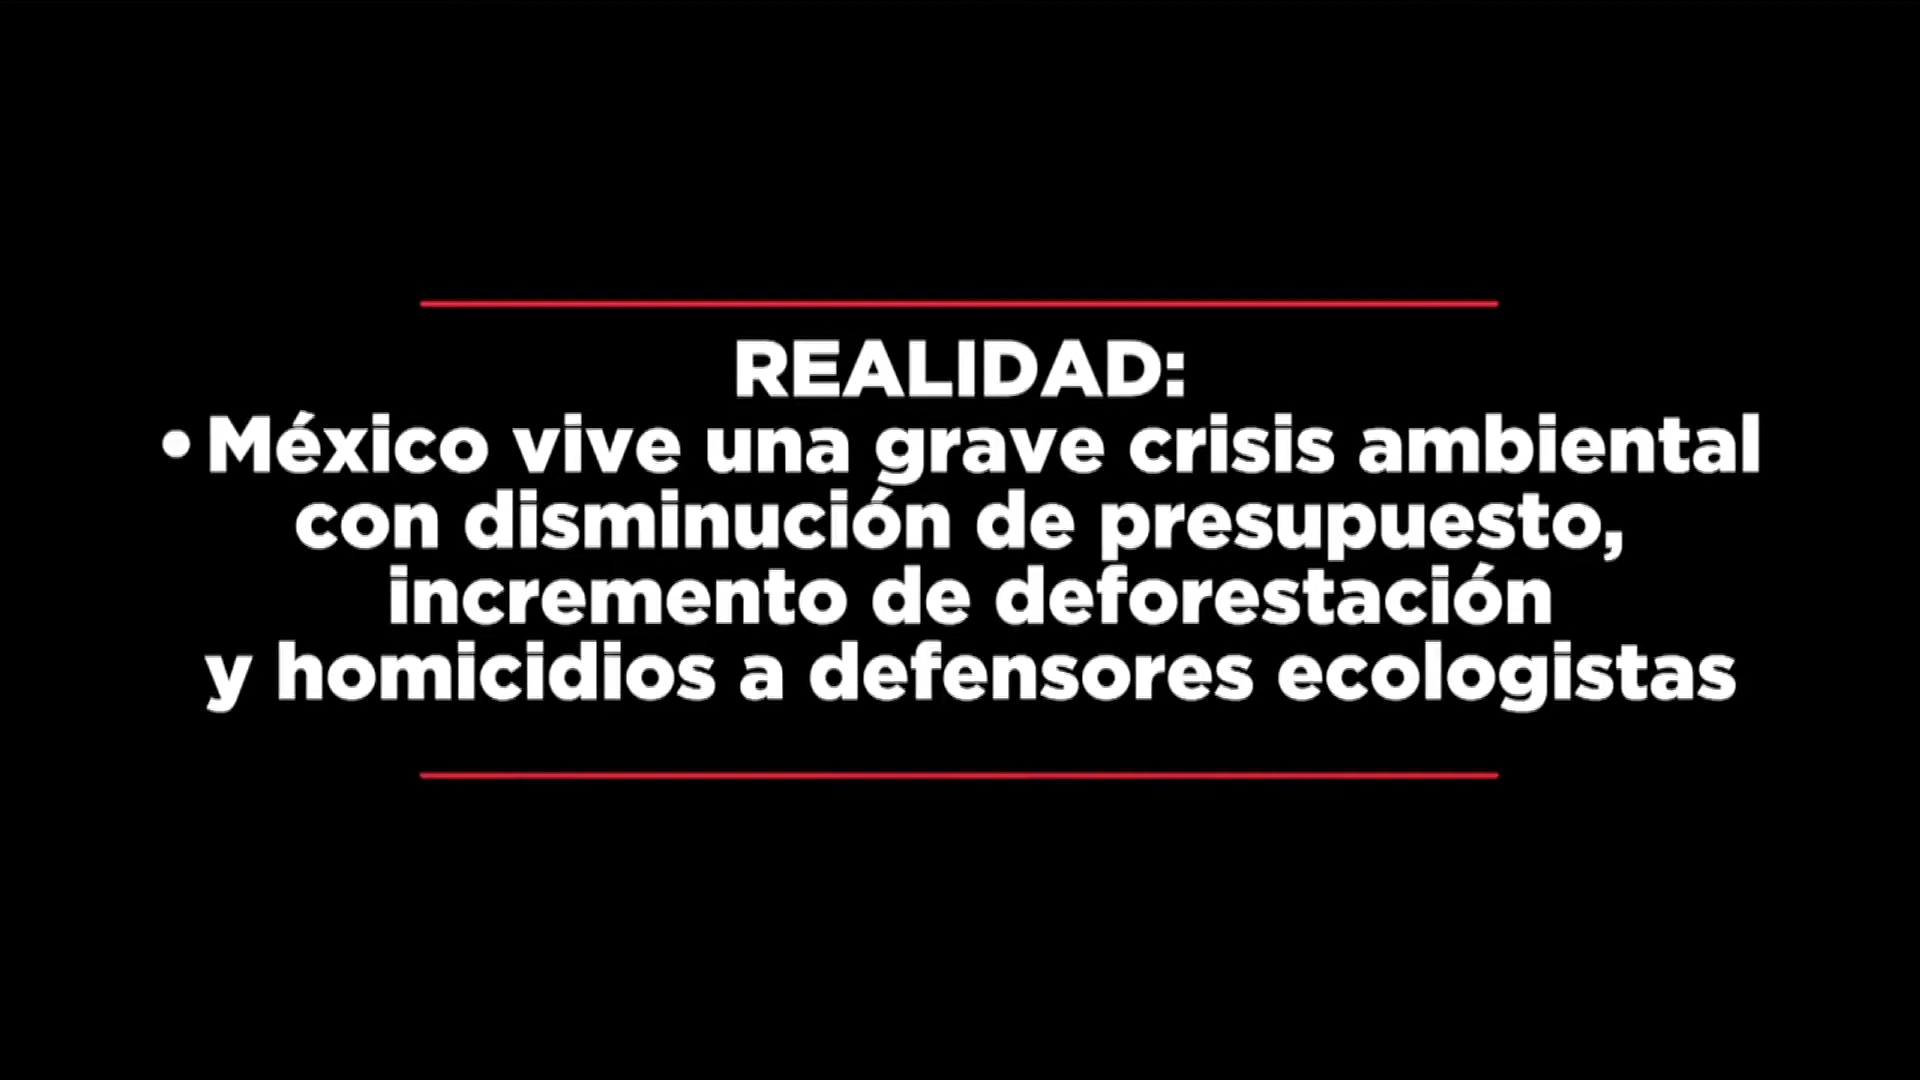 REALIDAD:
• México vive una grave crisis ambiental
con disminución de presupuesto,
incremento de deforestación
y homicidios a defensores ecologistas